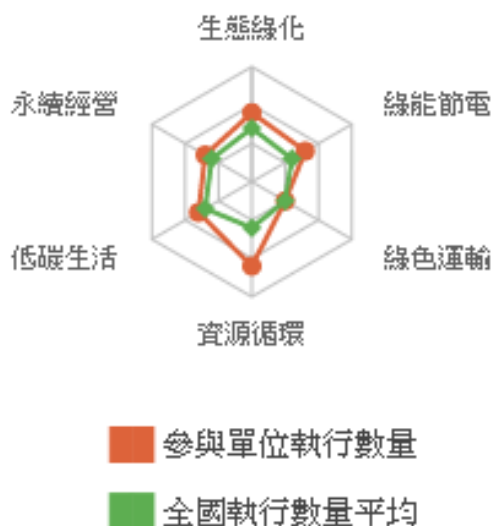 生態綠化
永續經營
綠能節電
低碳生活
綠色運輸
資源循環
參與單位執行數量
全國執行數量平均